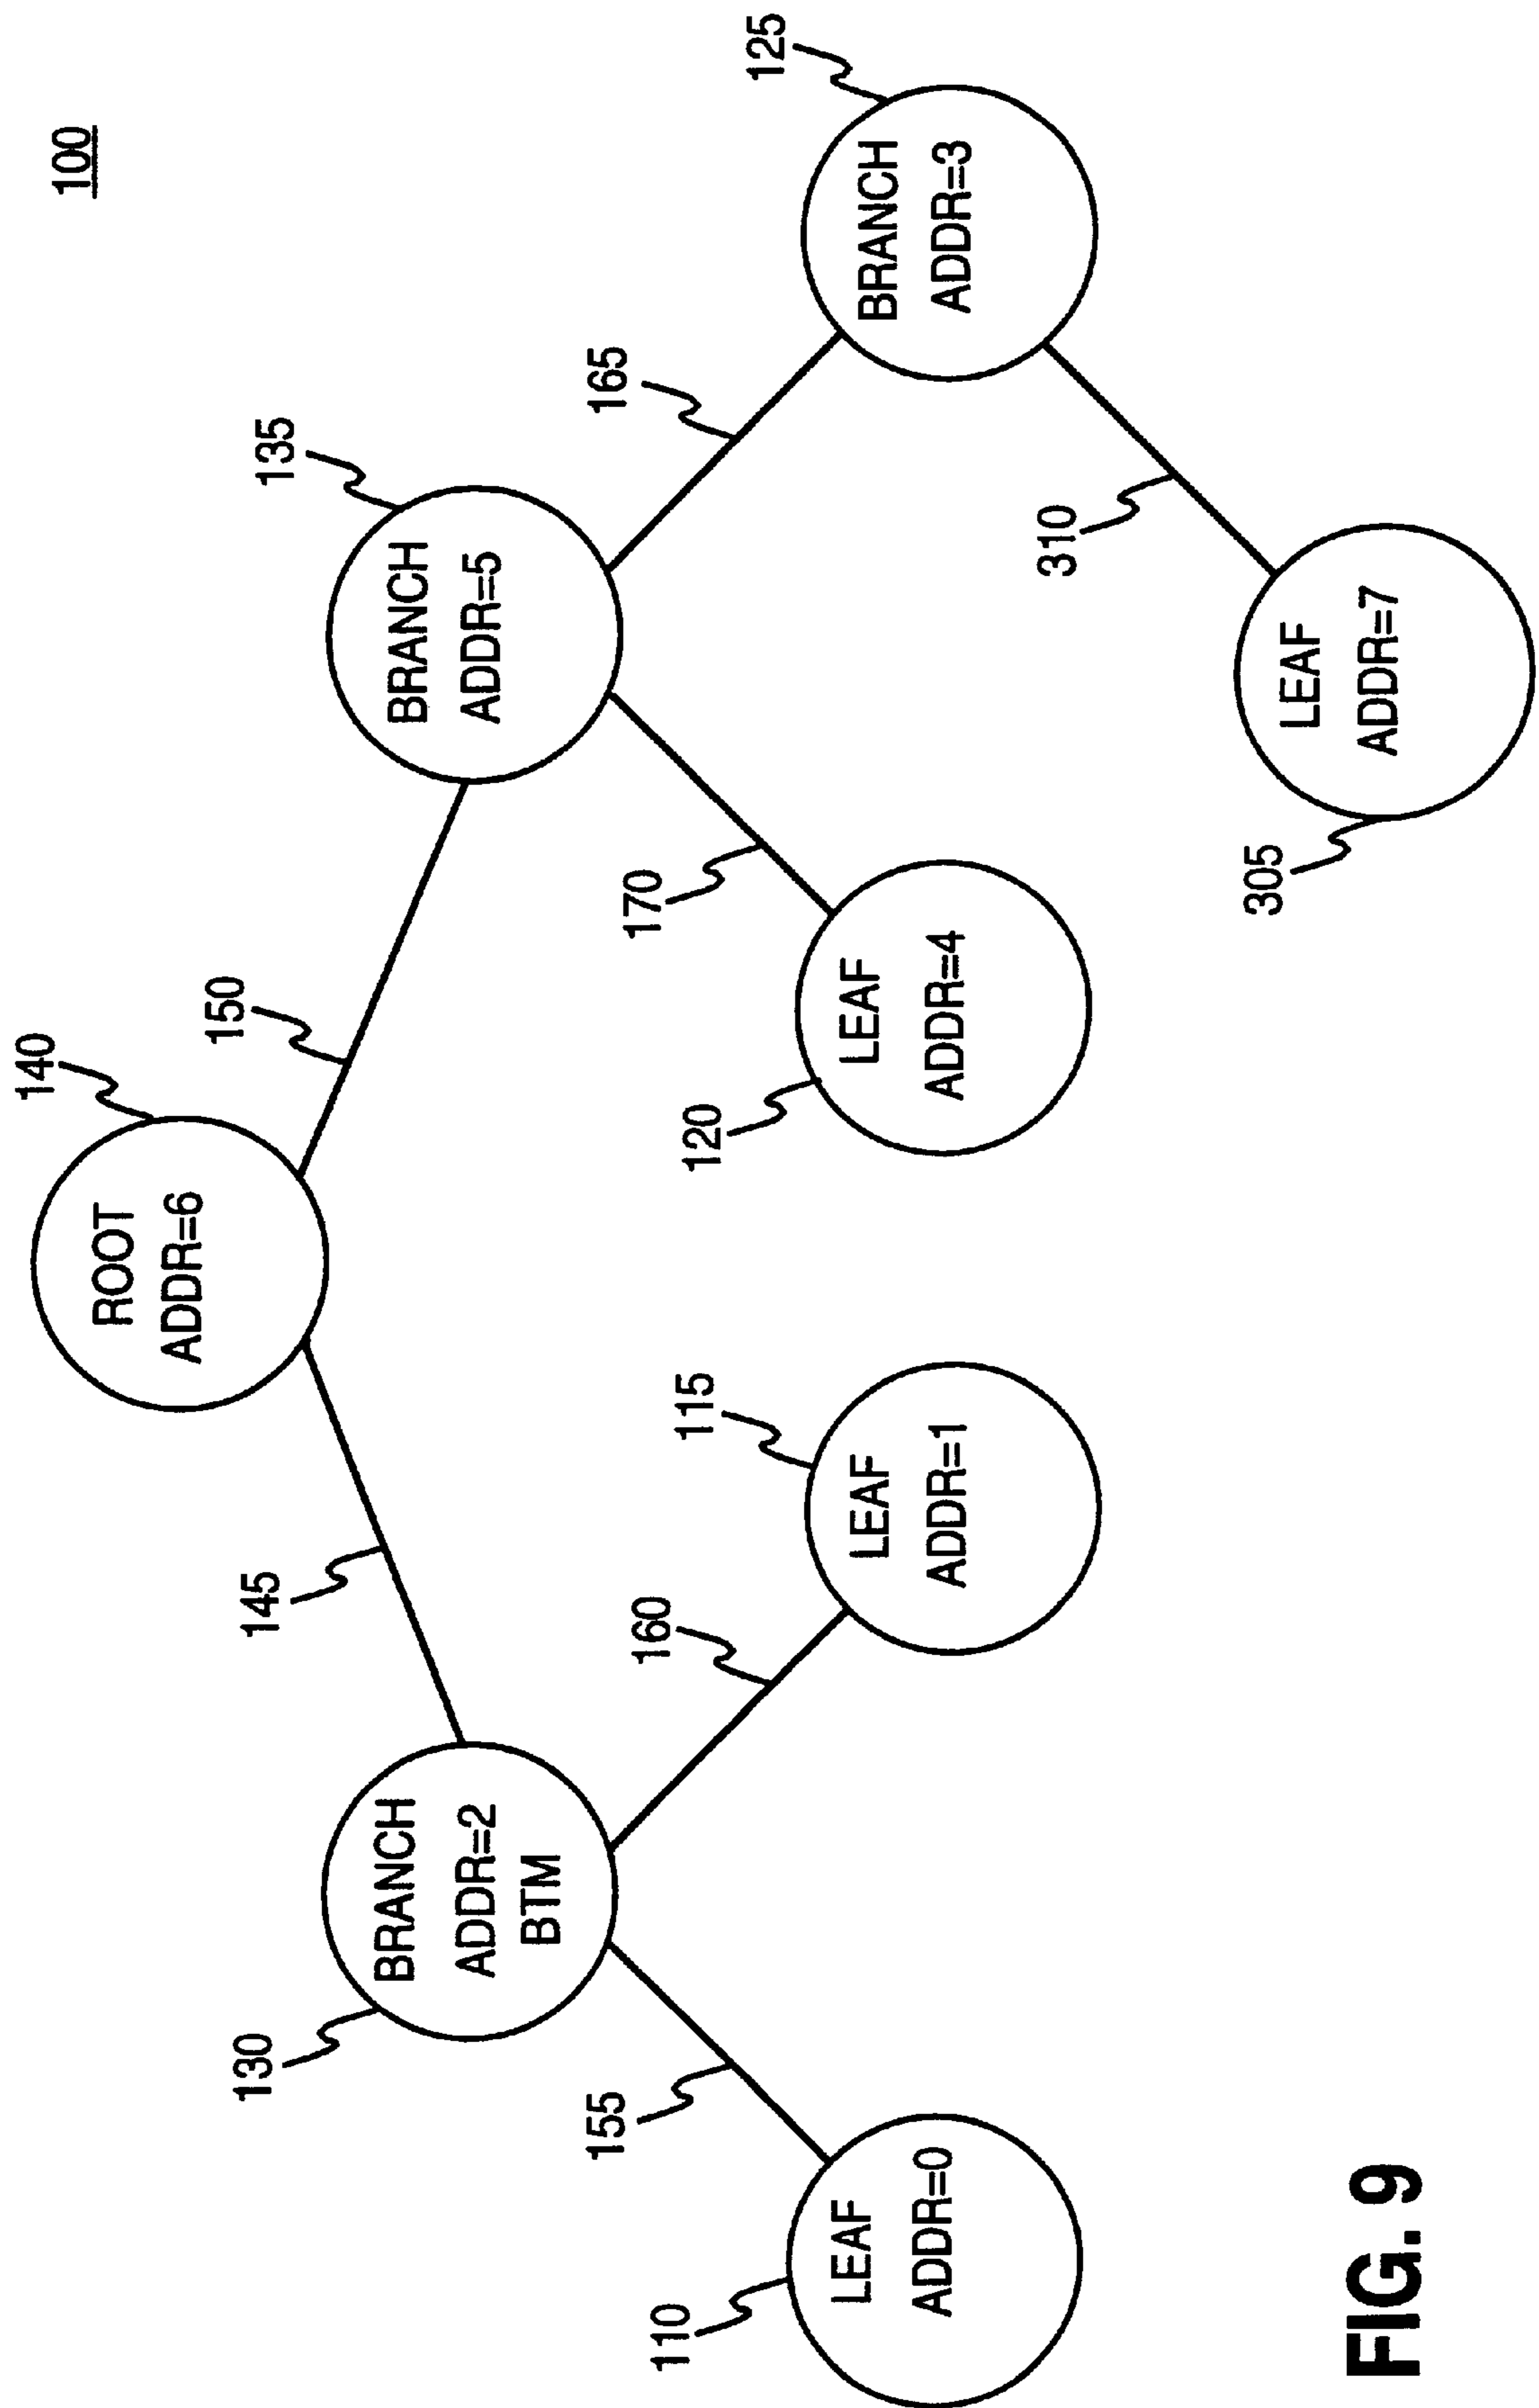 100
140
ROOT
ADDR=6
145
150
130
BRANCH
ADDR=2
BTM
135
BRANCH
ADDR=5
155
160
170
165
110
LEAF
ADDR=0
115
LEAF
ADDR=1
120
LEAF
ADDR=4
125
BRANCH
ADDR=3
310
305
LEAF
ADDR=7
FIG. 9